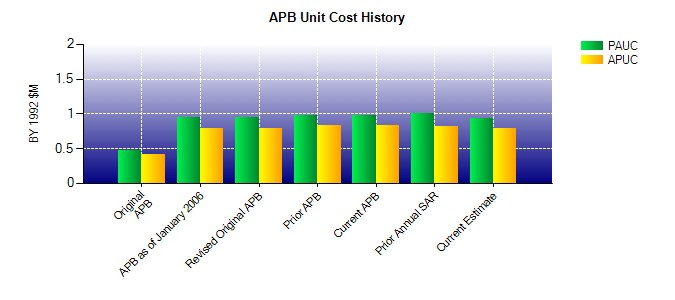 APB Unit Cost History
PAUC
APUC
BY 1992 $M
2
1.5
1
0.5
0
Original
APB
APB as of January 2006
Revised Original APB
Prior APB
Current APB
Prior Annual SAR
Current Estimate